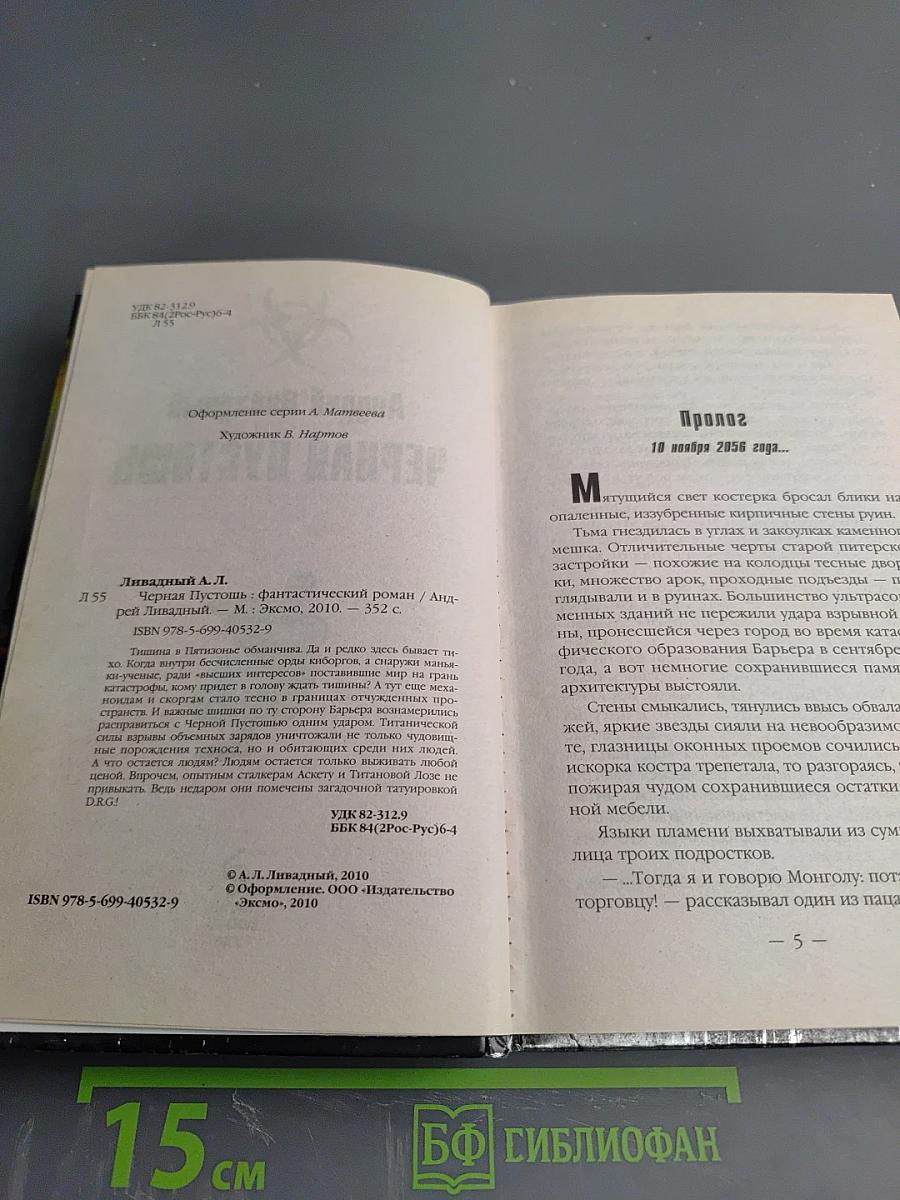 УДК 82-312.9
ББК 84(2Рос-Рус)6-4
Л 55
Оформление серии А. Матвеева
Художник В. Нартов
Ливадный А. Л.
Л 55 Черная Пустошь : фантастический роман / Анд-
рей Ливадный. — М. : Эксмо, 2010. — 352 с.
ISBN 978-5-699-40532-9
Тишина в Пятизонье обманчива. Да и редко здесь бывает ти-
хо. Когда внутри бесчисленные орды киборгов, а снаружи манья-
ки-ученые, ради «высших интересов» поставившие мир на грань
катастрофы, кому придет в голову ждать тишины? А тут еще меха-
ноидам и скоргам стало тесно в границах отчужденных про-
странств. И важные шишки по ту сторону Барьера вознамерились
расправиться с Черной Пустошью одним ударом. Титанической
силы взрывы объемных зарядов уничтожали не только чудовищ-
ные порождения техноса, но и обитающих среди них людей.
А что остается людям? Людям остается только выживать любой
ценой. Впрочем, опытным сталкерам Аскету и Титановой Лозе не
привыкать. Ведь недаром они помечены загадочной татуировкой
D.R.G.!
УДК 82-312.9
ББК 84(2Рос-Рус)6-4
© А. Л. Ливадный, 2010
© Оформление. ООО «Издательство
«Эксмо», 2010
ISBN 978-5-699-40532-9
Пролог
10 ноября 2056 года...
Мятущийся свет костерка бросал блики на
опаленные, иззубренные кирпичные стены руин.
Тьма гнездилась в углах и закоулках каменног
мешка. Отличительные черты старой питерск
застройки — похожие на колодцы тесные двор
ки, множество арок, проходные подъезды — п
глядывали и в руинах. Большинство ультрасов
менных зданий не пережили удара взрывной
ны, пронесшейся через город во время катас
фического образования Барьера в сентябре
года, а вот немногие сохранившиеся памя
архитектуры выстояли.
Стены смыкались, тянулись ввысь обвала
жей, яркие звезды сияли на невообразимо
те, глазницы оконных проемов сочились
искорка костра трепетала, то разгораясь,
пожирая чудом сохранившиеся остатки
ной мебели.
Языки пламени выхватывали из сум
лица троих подростков.
— ...Тогда я и говорю Монголу: пота
торговцу! — рассказывал один из паца
— 5 —
15 см
БФ БИБЛИОФАН